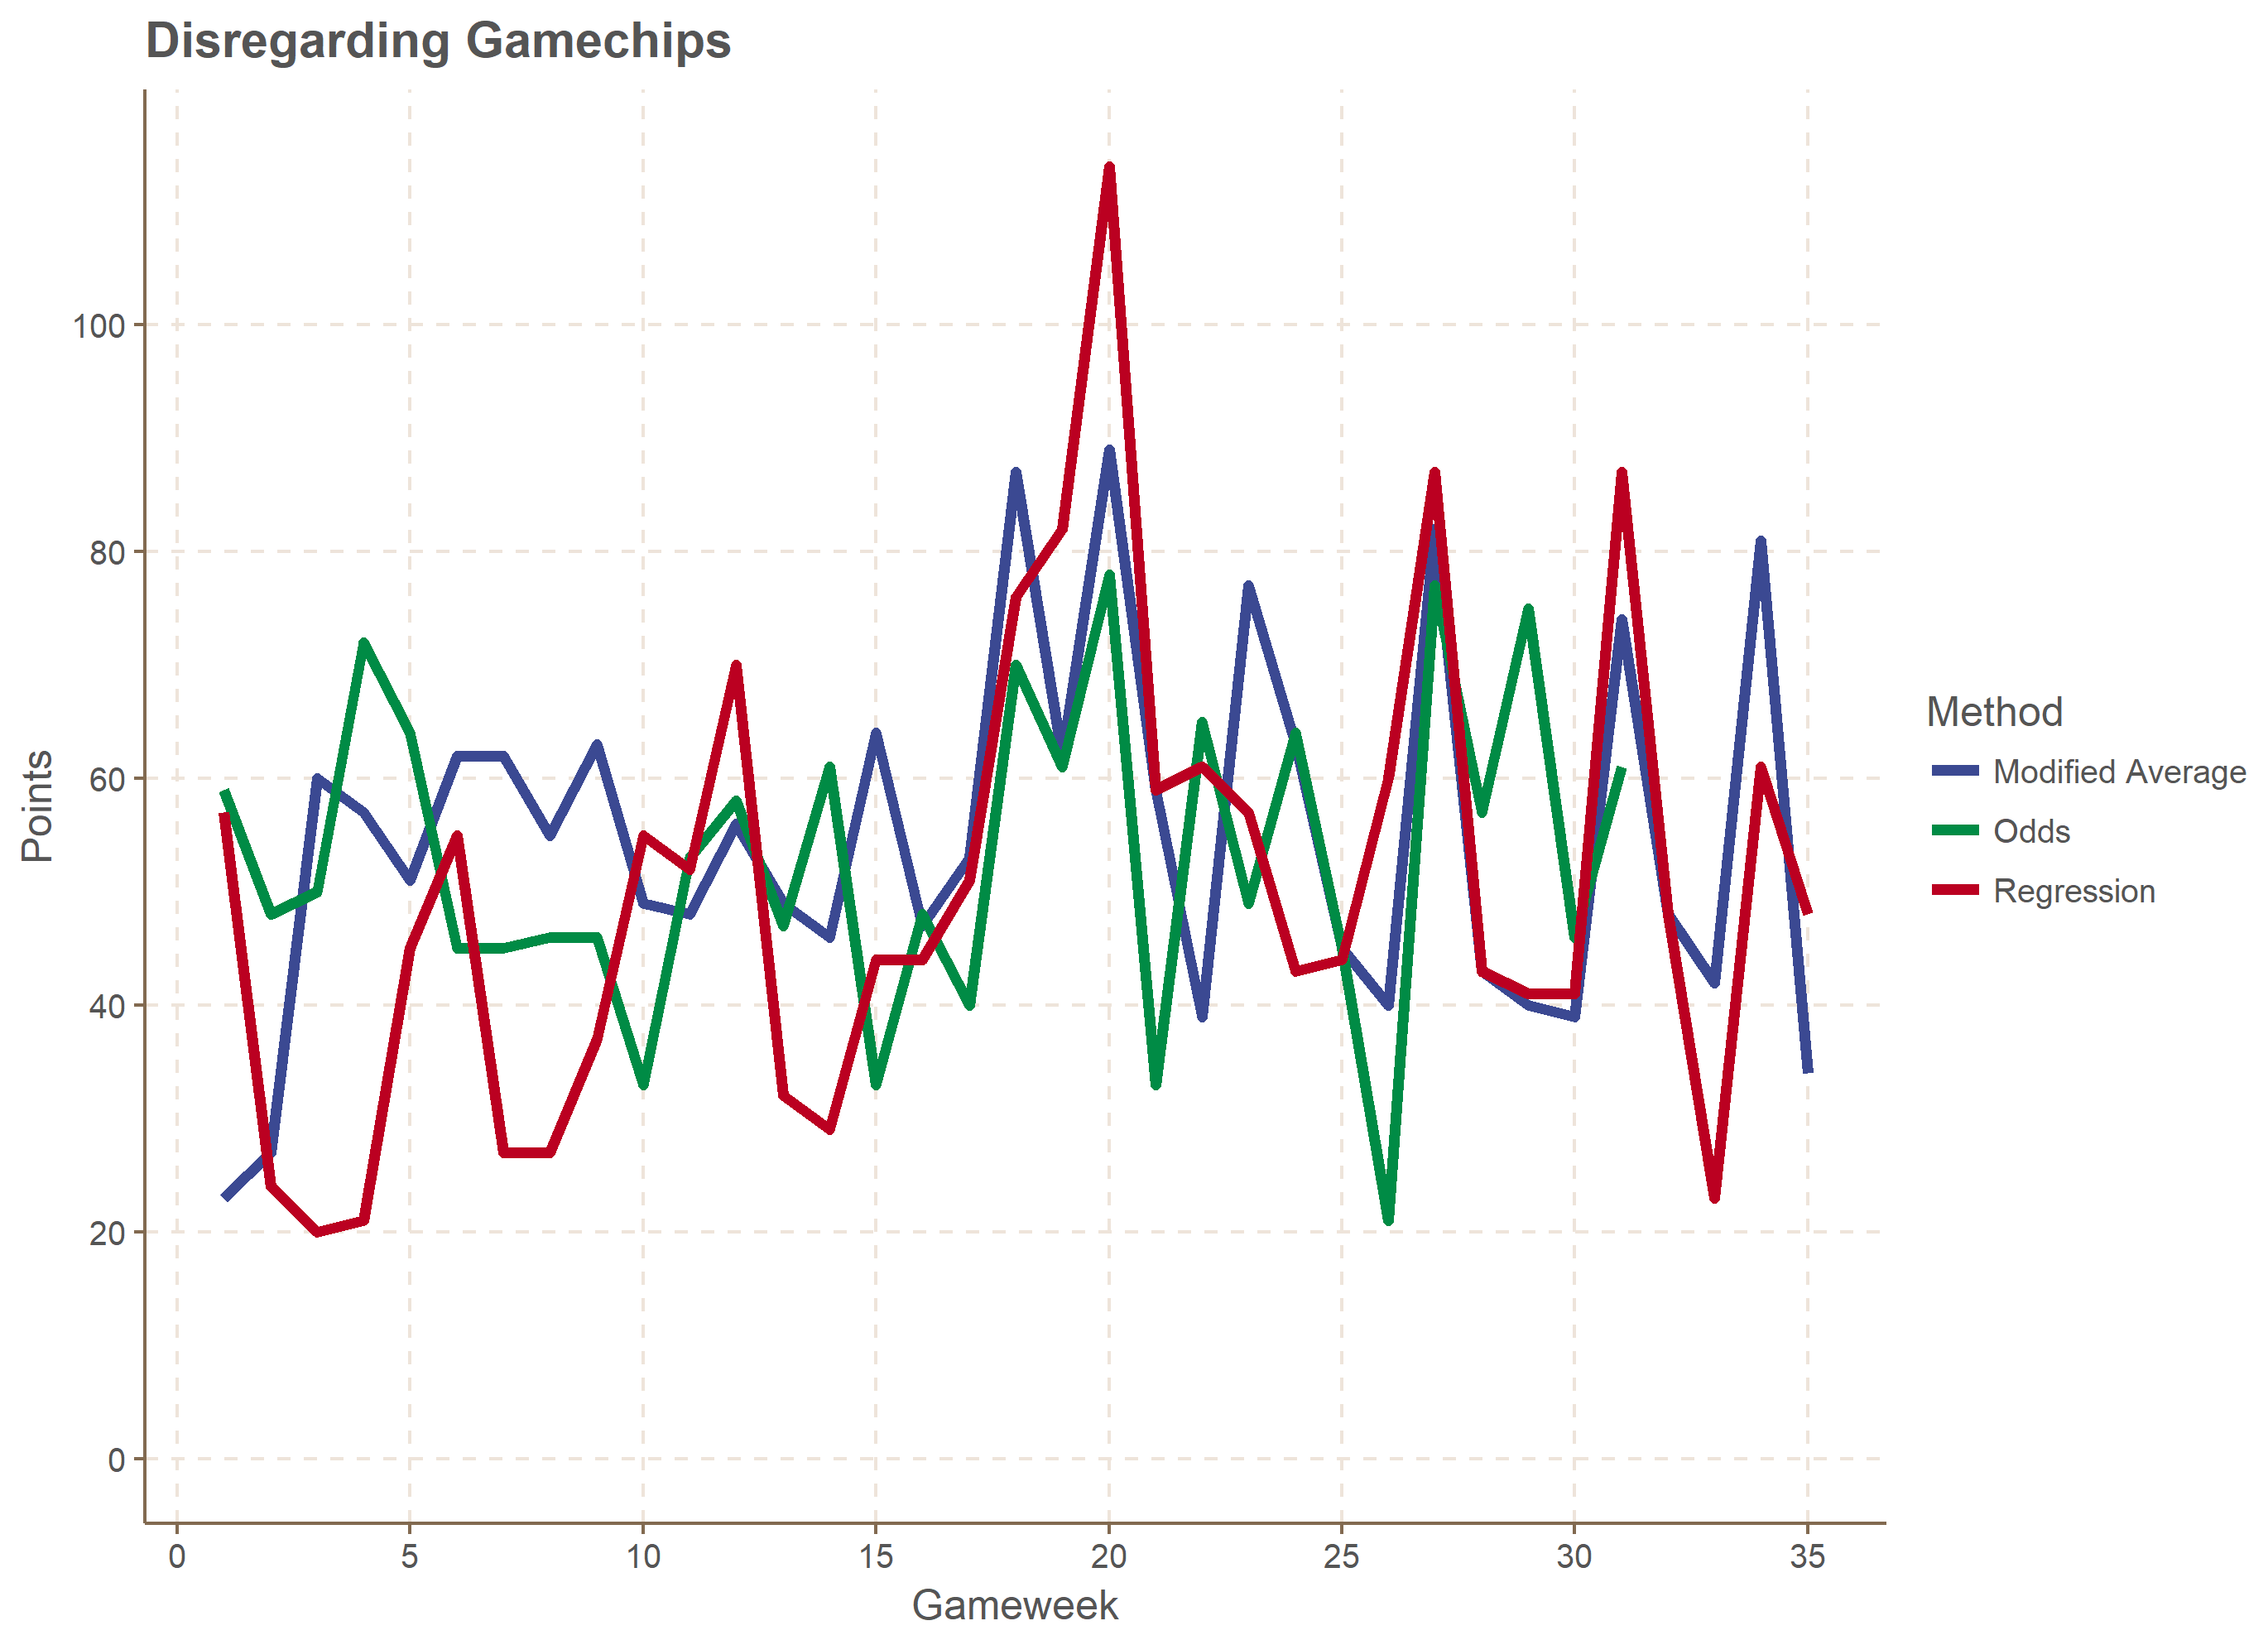 Disregarding Gamechips
Points
100
80
60
40
20
0
0 5 10 15 20 25 30 35
Gameweek
Method
Modified Average
Odds
Regression